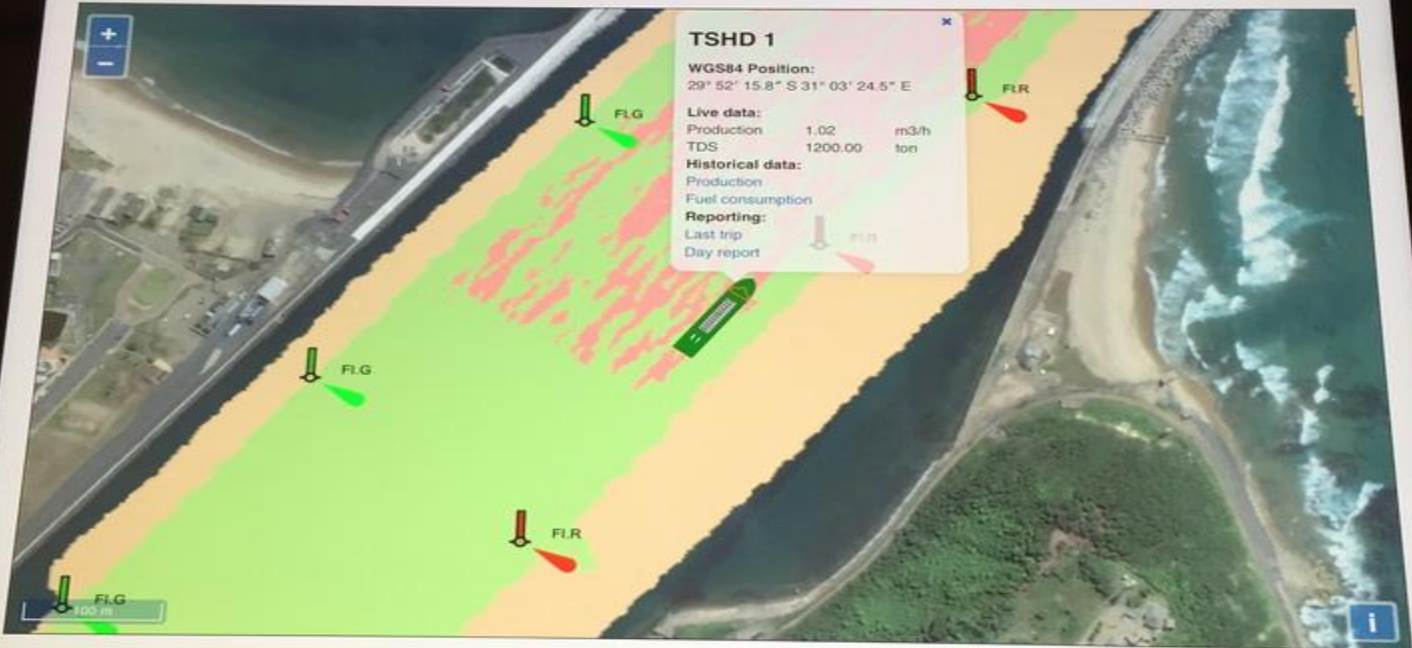 +
−
×
TSHD 1
WGS84 Position:
29° 52' 15.8" S 31° 03' 24.5" E
Live data:
Production 1.02 m3/h
TDS 1200.00 ton
Historical data:
Production
Fuel consumption
Reporting:
Last trip
Day report
Fl.G
Fl.R
Fl.R
Fl.G
Fl.R
Fl.G
100 m
i